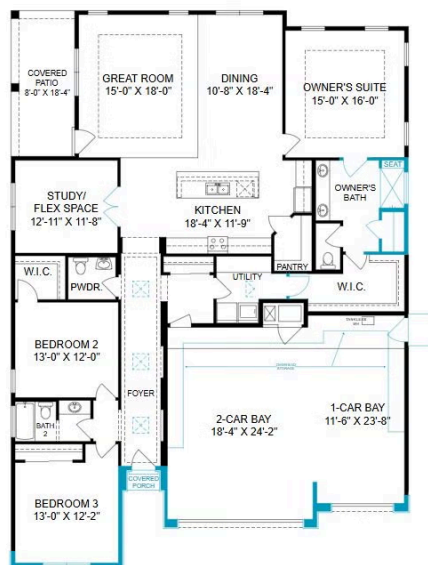 COVERED
PATIO
8'-0" X 18'-4"
GREAT ROOM
15'-0" X 18'-0"
DINING
10'-8" X 18'-4"
OWNER'S SUITE
15'-0" X 16'-0"
SEAT
OWNER'S
BATH
STUDY/
FLEX SPACE
12'-11" X 11'-8"
KITCHEN
18'-4" X 11'-9"
PANTRY
W.I.C.
PWDR.
UTILITY
W.I.C.
BEDROOM 2
13'-0" X 12'-0"
FOYER
2-CAR BAY
18'-4" X 24'-2"
1-CAR BAY
11'-6" X 23'-8"
BATH
2
COVERED
PORCH
BEDROOM 3
13'-0" X 12'-2"